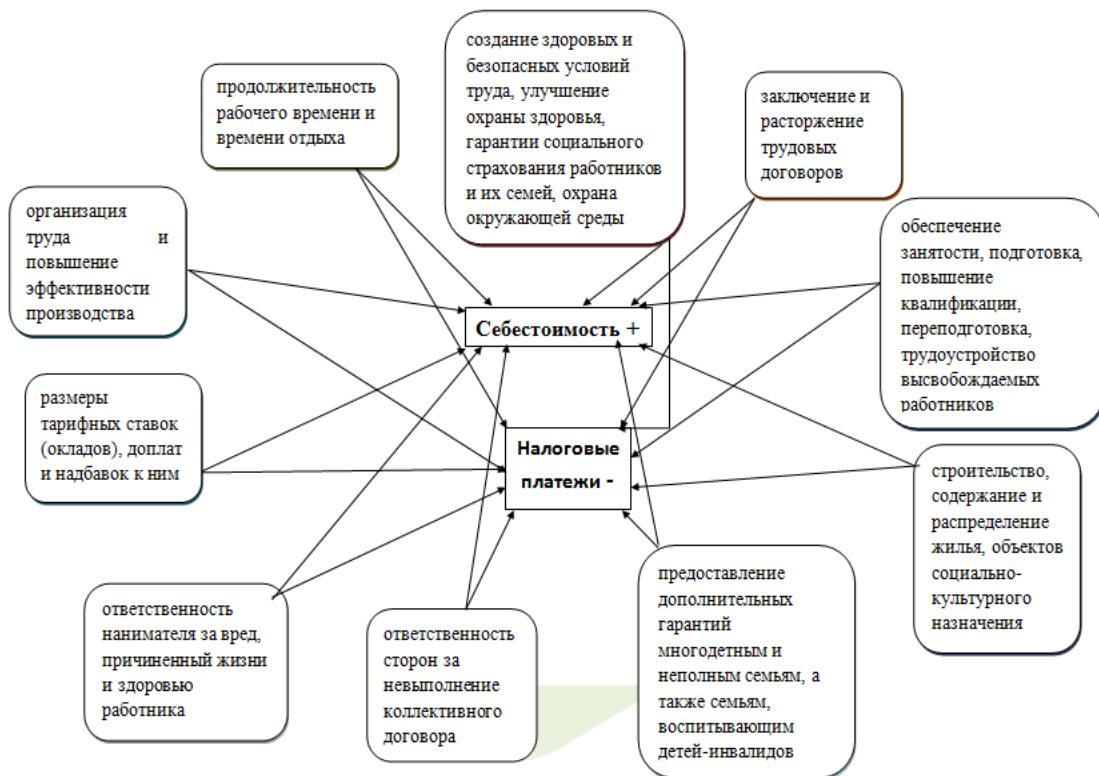 создание здоровых и
безопасных условий
труда, улучшение
охраны здоровья,
гарантии социального
страхования работников
и их семей, охрана
окружающей среды
продолжительность
рабочего времени и
времени отдыха
заключение и
расторжение
трудовых
договоров
организация
труда и
повышение
эффективности
производства
обеспечение
занятости, подготовка,
повышение
квалификации,
переподготовка,
трудоустройство
высвобождаемых
работников
Себестоимость +
размеры
тарифных ставок
(окладов), доплат
и надбавок к ним
Налоговые
платежи -
строительство,
содержание и
распределение
жилья, объектов
социально-
культурного
назначения
ответственность
нанимателя за вред,
причиненный жизни
и здоровью
работника
ответственность
сторон за
невыполнение
коллективного
договора
предоставление
дополнительных
гарантий
многодетным и
неполным семьям, а
также семьям,
воспитывающим
детей-инвалидов